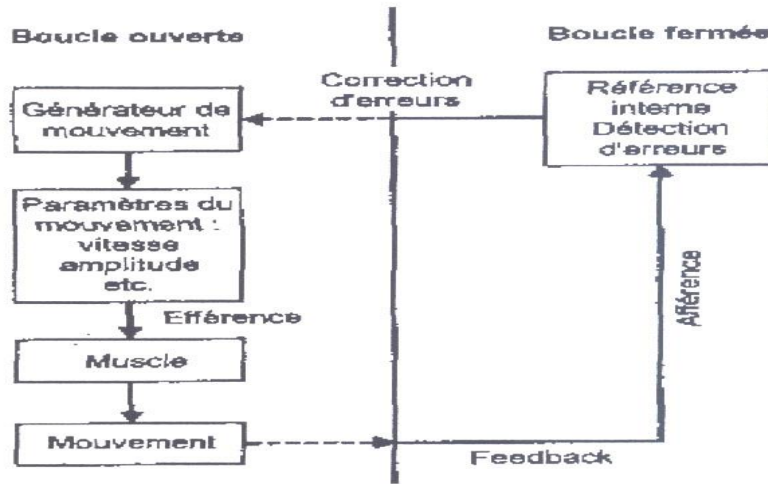 Boucle ouverte
Boucle fermée
Correction
d'erreurs
Générateur de
mouvement
Référence
interne
Détection
d'erreurs
Paramètres du
mouvement :
vitesse
amplitude
etc.
Efférence
Afférence
Muscle
Mouvement
Feedback